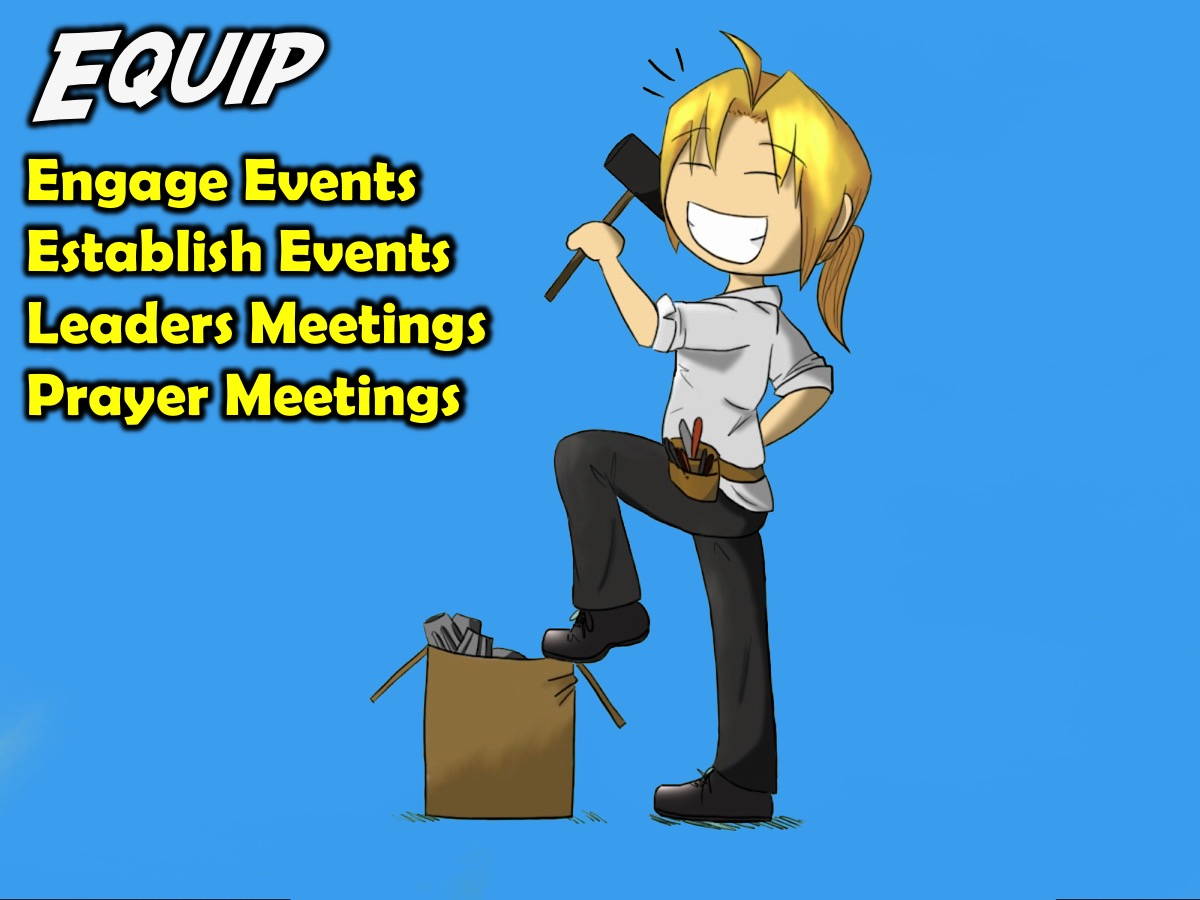 Equip
Engage Events
Establish Events
Leaders Meetings
Prayer Meetings